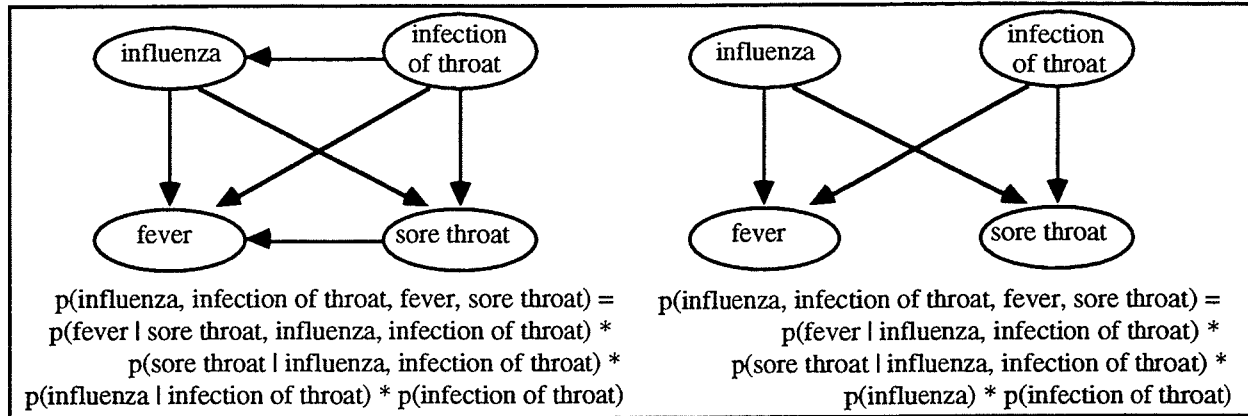 influenza
infection
of throat
fever
sore throat
p(influenza, infection of throat, fever, sore throat) =
p(fever | sore throat, influenza, infection of throat) *
p(sore throat | influenza, infection of throat) *
p(influenza | infection of throat) * p(infection of throat)
influenza
infection
of throat
fever
sore throat
p(influenza, infection of throat, fever, sore throat) =
p(fever | influenza, infection of throat) *
p(sore throat | influenza, infection of throat) *
p(influenza) * p(infection of throat)